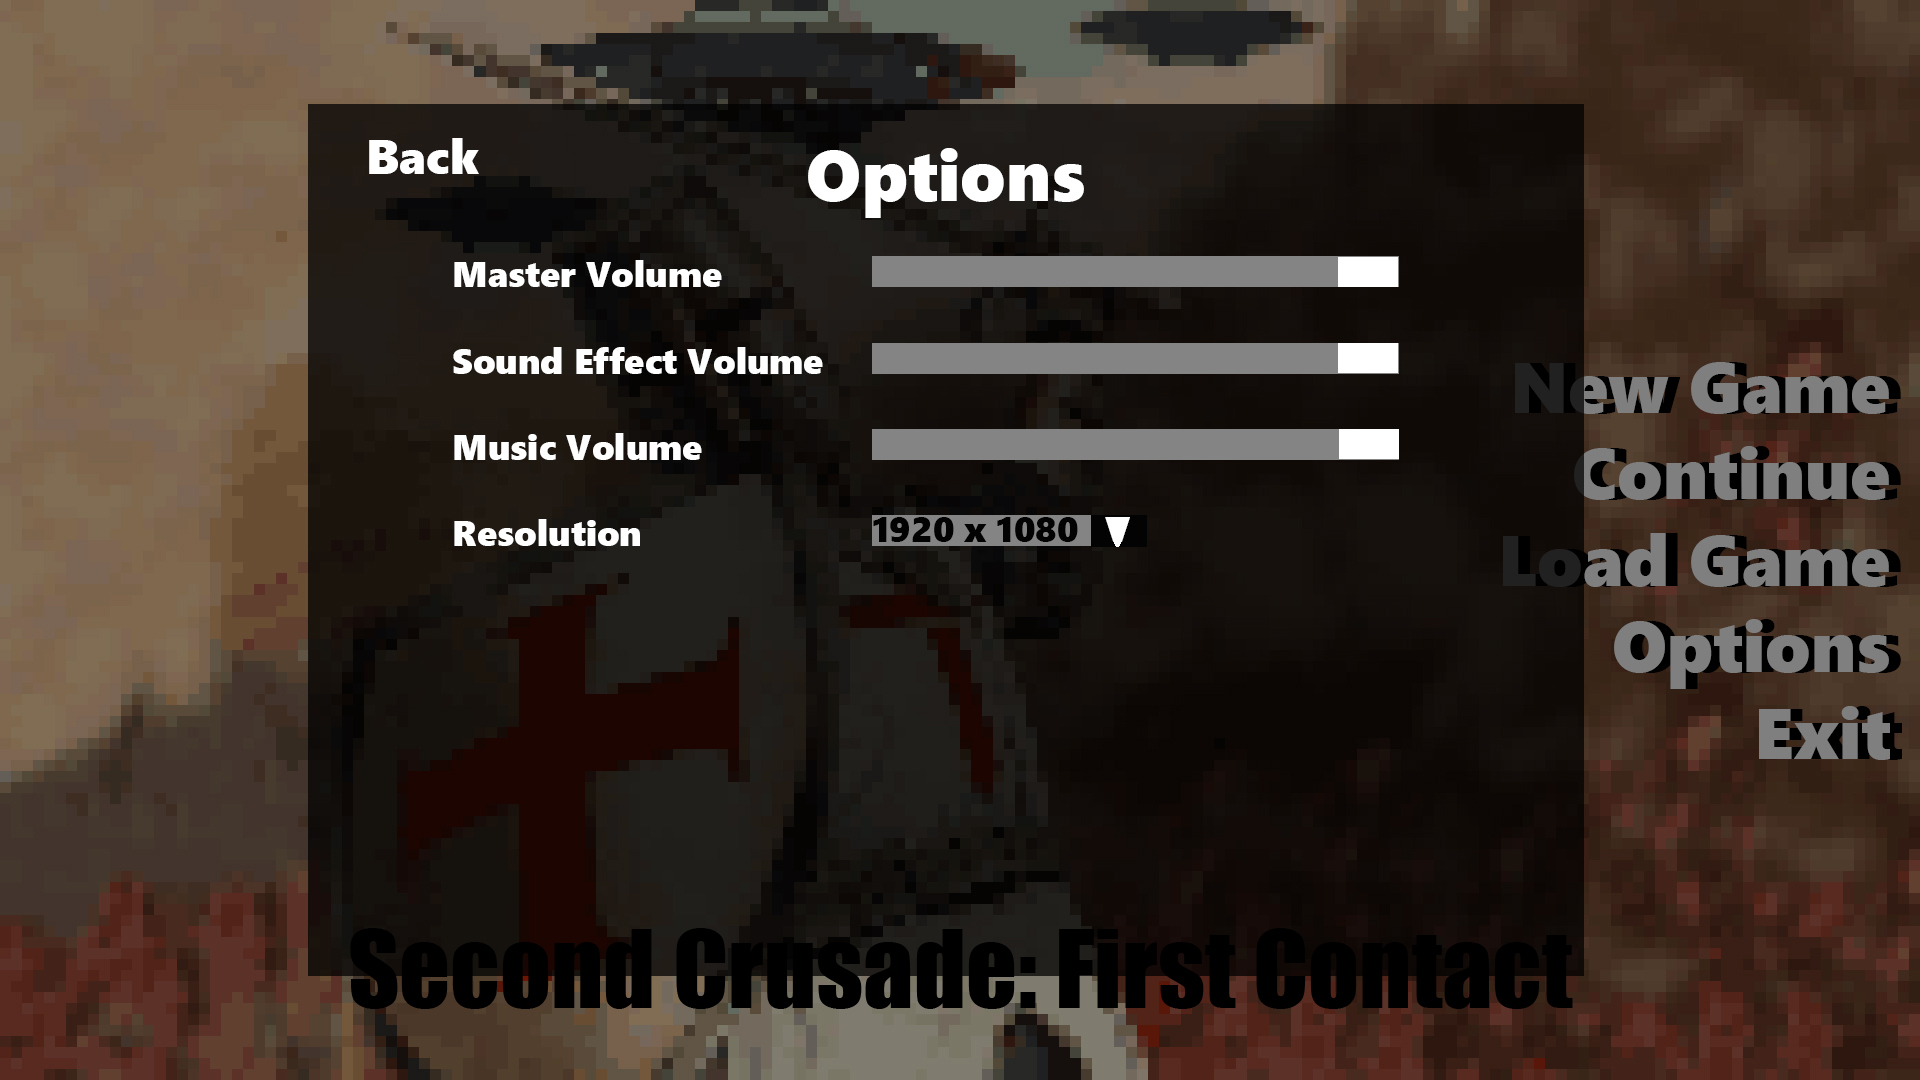 Back
Options
Master Volume
Sound Effect Volume
Music Volume
Resolution
1920 x 1080
New Game
Continue
Load Game
Options
Exit
Second Crusade: First Contact